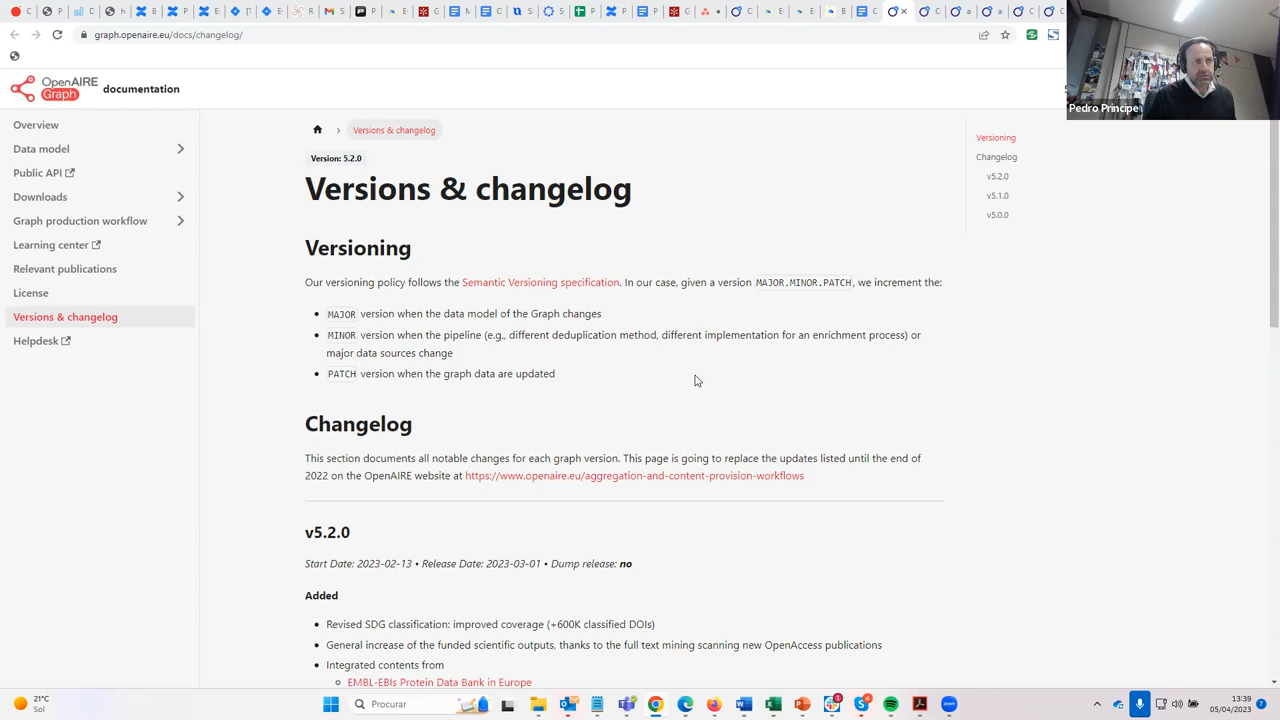 graph.openaire.eu/docs/changelog/
OpenAIRE
Graph
documentation
Pedro Principe
Overview
Data model
Public API
Downloads
Graph production workflow
Learning center
Relevant publications
License
Versions & changelog
Helpdesk
Versions & changelog
Version: 5.2.0
Versions & changelog
Versioning
Our versioning policy follows the Semantic Versioning specification. In our case, given a version MAJOR.MINOR.PATCH, we increment the:
MAJOR version when the data model of the Graph changes
MINOR version when the pipeline (e.g., different deduplication method, different implementation for an enrichment process) or
major data sources change
PATCH version when the graph data are updated
Changelog
This section documents all notable changes for each graph version. This page is going to replace the updates listed until the end of
2022 on the OpenAIRE website at https://www.openaire.eu/aggregation-and-content-provision-workflows
v5.2.0
Start Date: 2023-02-13 • Release Date: 2023-03-01 • Dump release: no
Added
Revised SDG classification: improved coverage (+600K classified DOIs)
General increase of the funded scientific outputs, thanks to the full text mining scanning new OpenAccess publications
Integrated contents from
EMBL-EBIs Protein Data Bank in Europe
Versioning
Changelog
v5.2.0
v5.1.0
v5.0.0
21°C
Sol
Procurar
13:39
05/04/2023